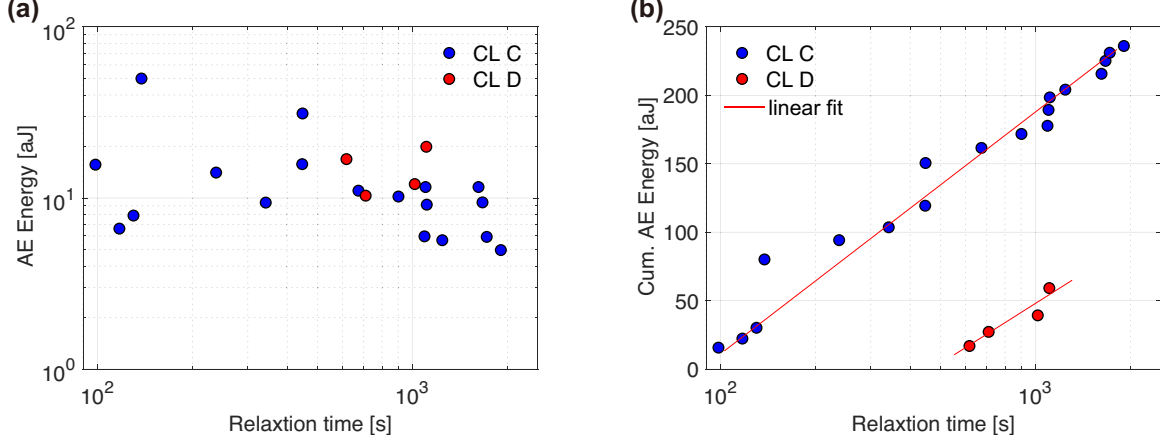 (a)
10²
10¹
10⁰
AE Energy [aJ]
CL C
CL D
10²
10³
Relaxtion time [s]
(b)
250
200
150
100
50
0
Cum. AE Energy [aJ]
CL C
CL D
linear fit
10²
10³
Relaxtion time [s]